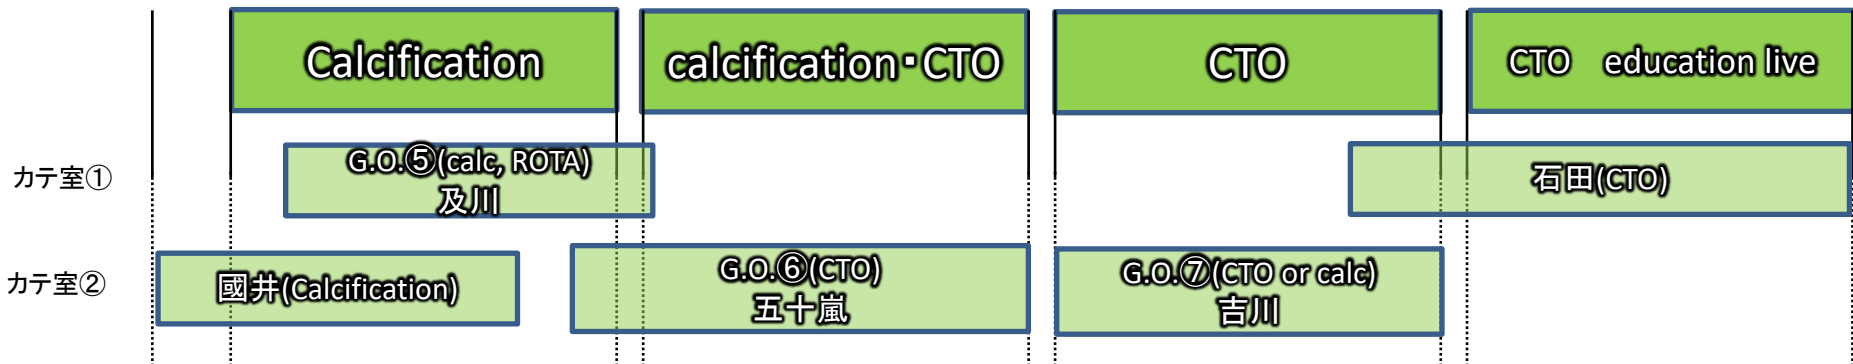 Calcification
calcification・CTO
CTO
CTO　education live
カテ室①
G.O.⑤(calc, ROTA)
及川
石田(CTO)
カテ室②
國井(Calcification)
G.O.⑥(CTO)
五十嵐
G.O.⑦(CTO or calc)
吉川